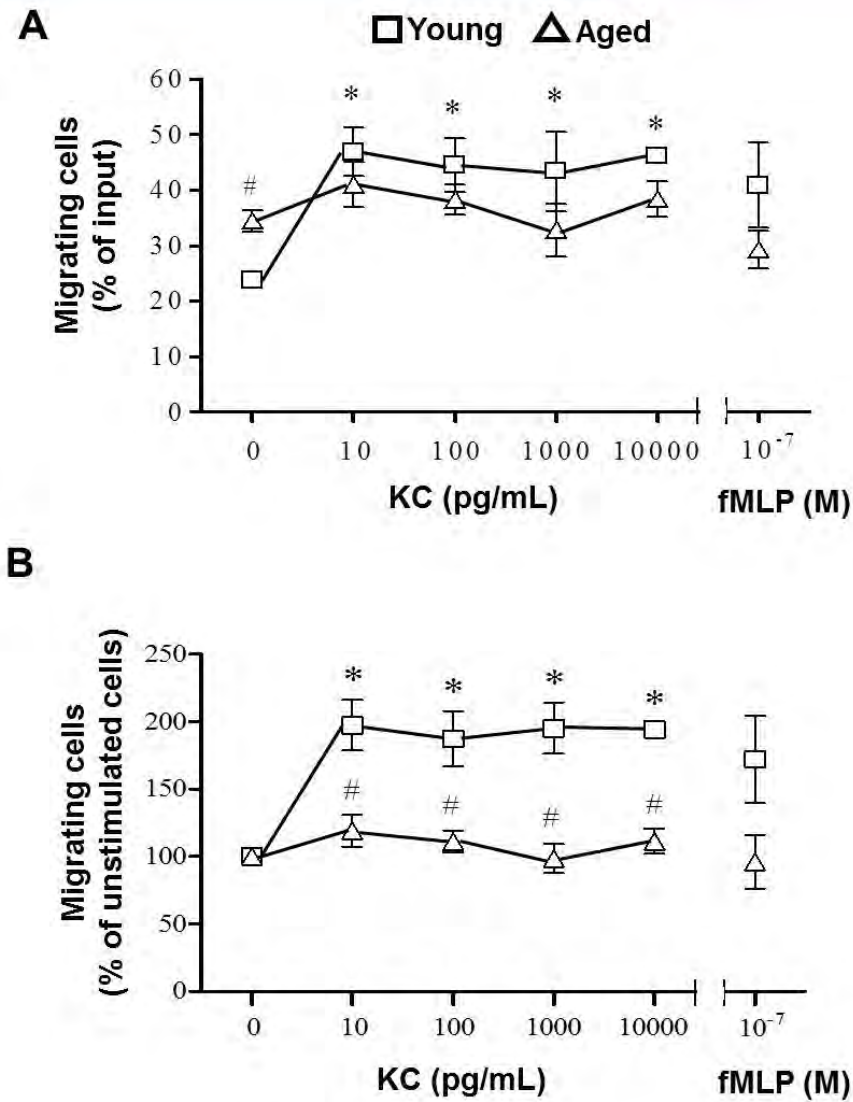 A
Young Aged
Migrating cells
(% of input)
60
50
40
30
20
10
0
* * * *
#
0 10 100 1000 10000 10⁻⁷
KC (pg/mL) fMLP (M)
B
Migrating cells
(% of unstimulated cells)
250
200
150
100
50
0
* * * *
# # # #
0 10 100 1000 10000 10⁻⁷
KC (pg/mL) fMLP (M)